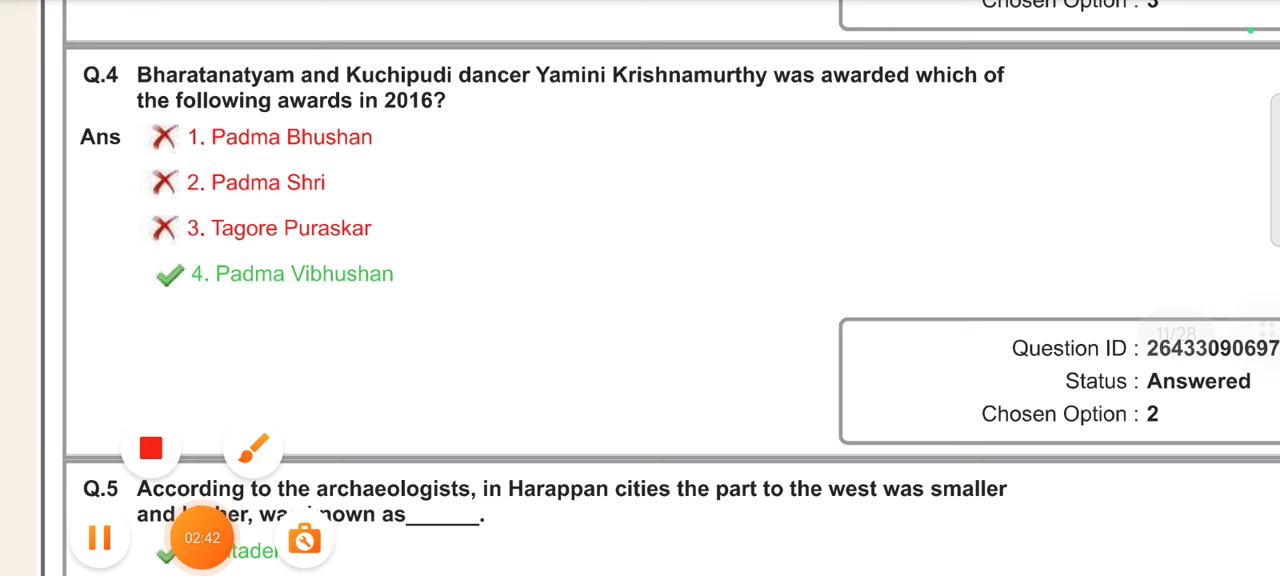 Chosen Option : 3
Q.4 Bharatanatyam and Kuchipudi dancer Yamini Krishnamurthy was awarded which of
the following awards in 2016?
Ans 1. Padma Bhushan
2. Padma Shri
3. Tagore Puraskar
4. Padma Vibhushan
11/28
Question ID : 26433090697
Status : Answered
Chosen Option : 2
Q.5 According to the archaeologists, in Harappan cities the part to the west was smaller
and known as______.
02:42